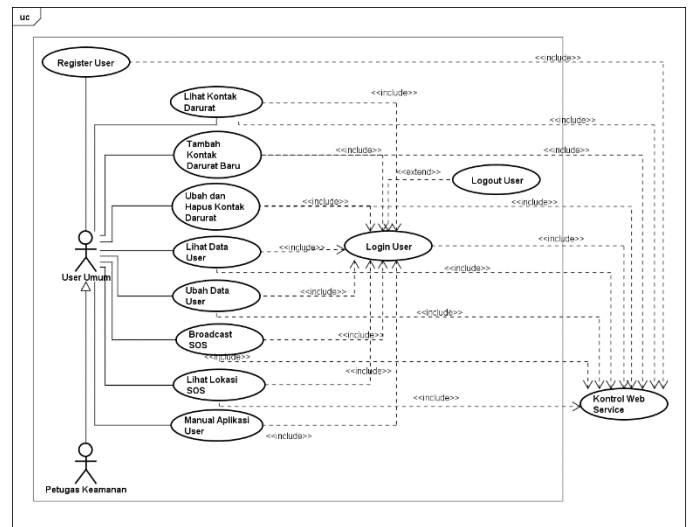 uc
Register User
<<include>>
<<include>>
Lihat Kontak
Darurat
<<include>>
Tambah
Kontak
Darurat Baru
<<include>>
<<include>>
<<extend>>
Logout User
Ubah dan
Hapus Kontak
Darurat
<<include>>
<<include>>
User Umum
Lihat Data
User
<<include>>
Login User
<<include>>
<<include>>
Ubah Data
User
<<include>>
<<include>>
Broadcast
SOS
<<include>>
<<include>>
Lihat Lokasi
SOS
<<include>>
<<include>>
Kontrol Web
Service
Manual Aplikasi
User
<<include>>
Petugas Keamanan